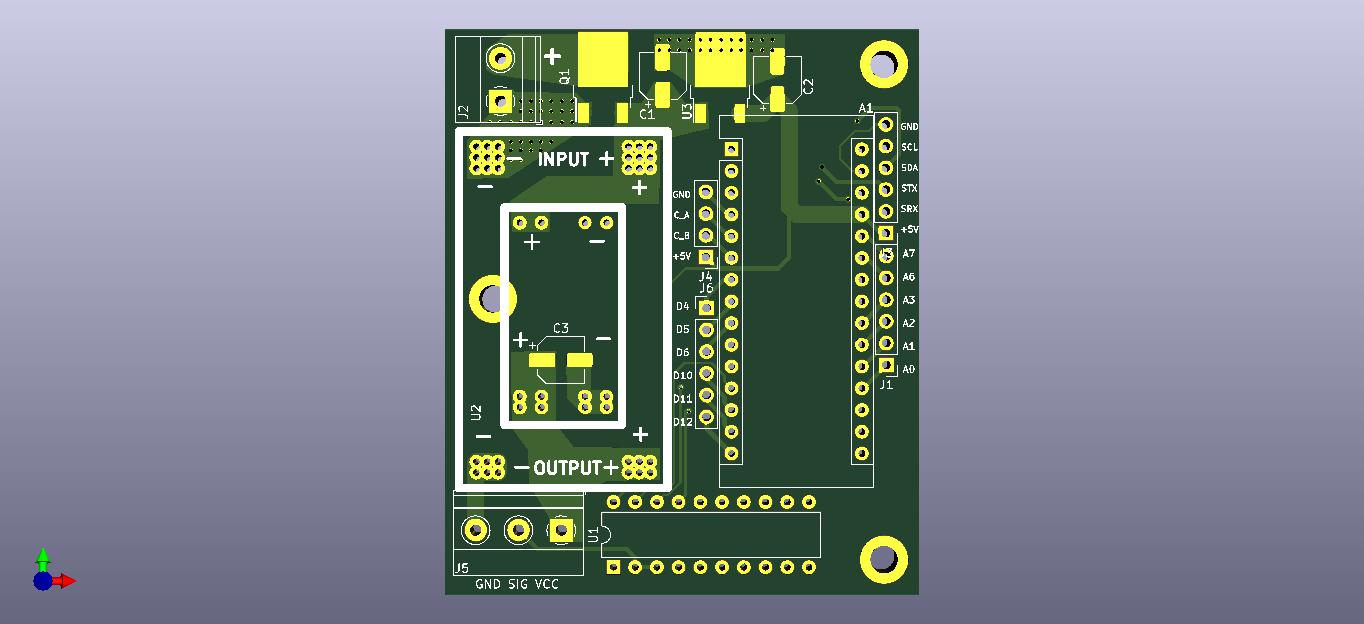 +
J2
Q1
+
C1
U3
+
C2
A1
- INPUT +
- +
+ -
GND
SCL
SDA
STX
SRX
+5V
J3
GND
C_A
C_B
+5V
J4
J6
D4
D5
D6
D10
D11
D12
A7
A6
A3
A2
A1
A0
J1
C3
+ + -
U2
- +
-OUTPUT+
U1
J5
GND SIG VCC